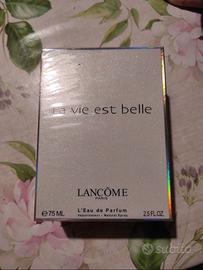 La vie est belle
LANCÔME
PARIS
L'Eau de Parfum
Vaporisateur - Natural Spray
℮75 ML 2.5 FL.OZ.
subito